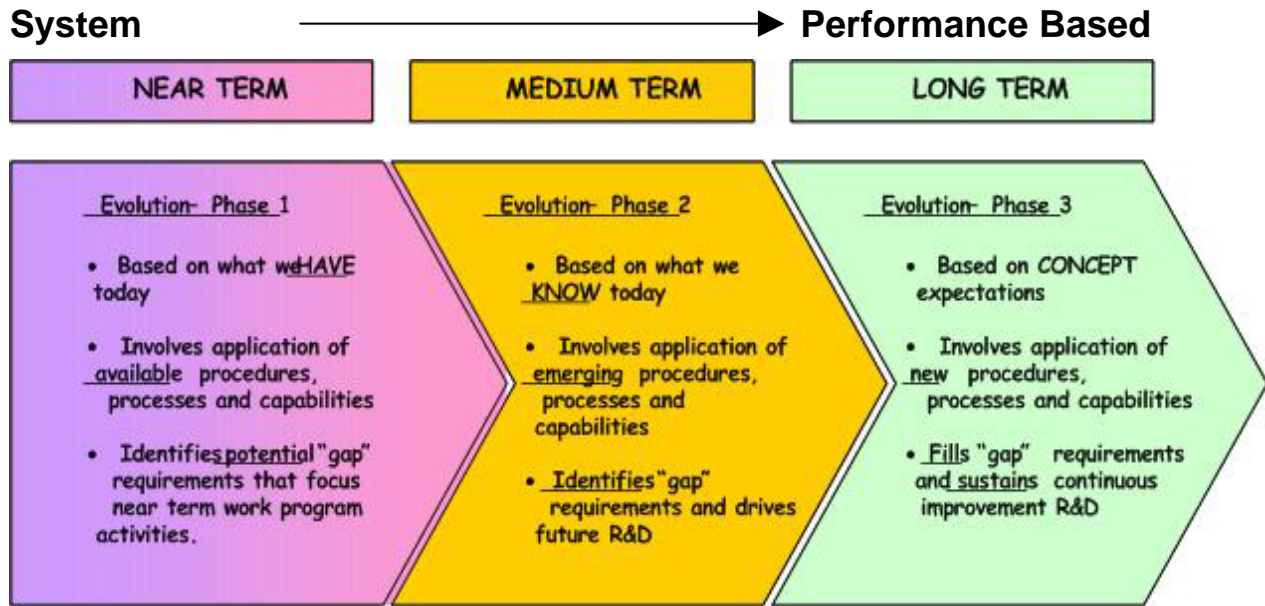 System Performance Based
NEAR TERM
MEDIUM TERM
LONG TERM
Evolution- Phase 1
• Based on what weHAVE
today
• Involves application of
available procedures,
processes and capabilities
• Identifies potential "gap"
requirements that focus
near term work program
activities.
Evolution- Phase 2
• Based on what we
KNOW today
• Involves application of
emerging procedures,
processes and
capabilities
• Identifies "gap"
requirements and drives
future R&D
Evolution- Phase 3
• Based on CONCEPT
expectations
• Involves application of
new procedures,
processes and capabilities
• Fills "gap" requirements
and sustains continuous
improvement R&D